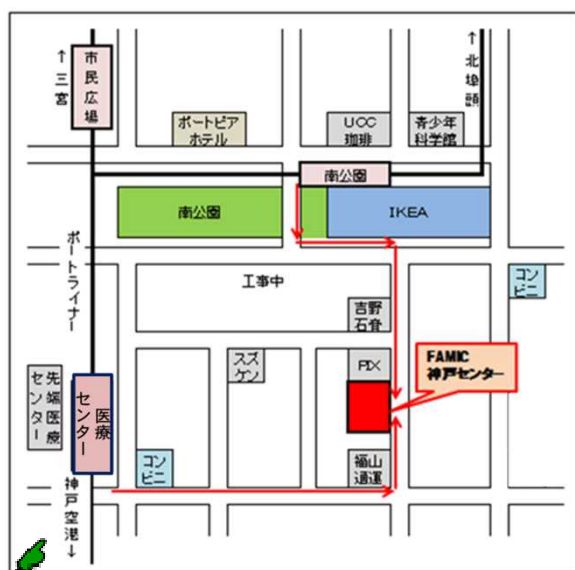 ↑三宮
市民広場
↑北埠頭
ポートピア
ホテル
UCC
珈琲
青少年
科学館
南公園
南公園
IKEA
ポートライナー
工事中
コン
ビニ
吉野
石膏
スズ
ケン
PIX
FAMIC
神戸センター
先端医療
センター
医療
センター
コン
ビニ
福山
通運
神戸空港↓